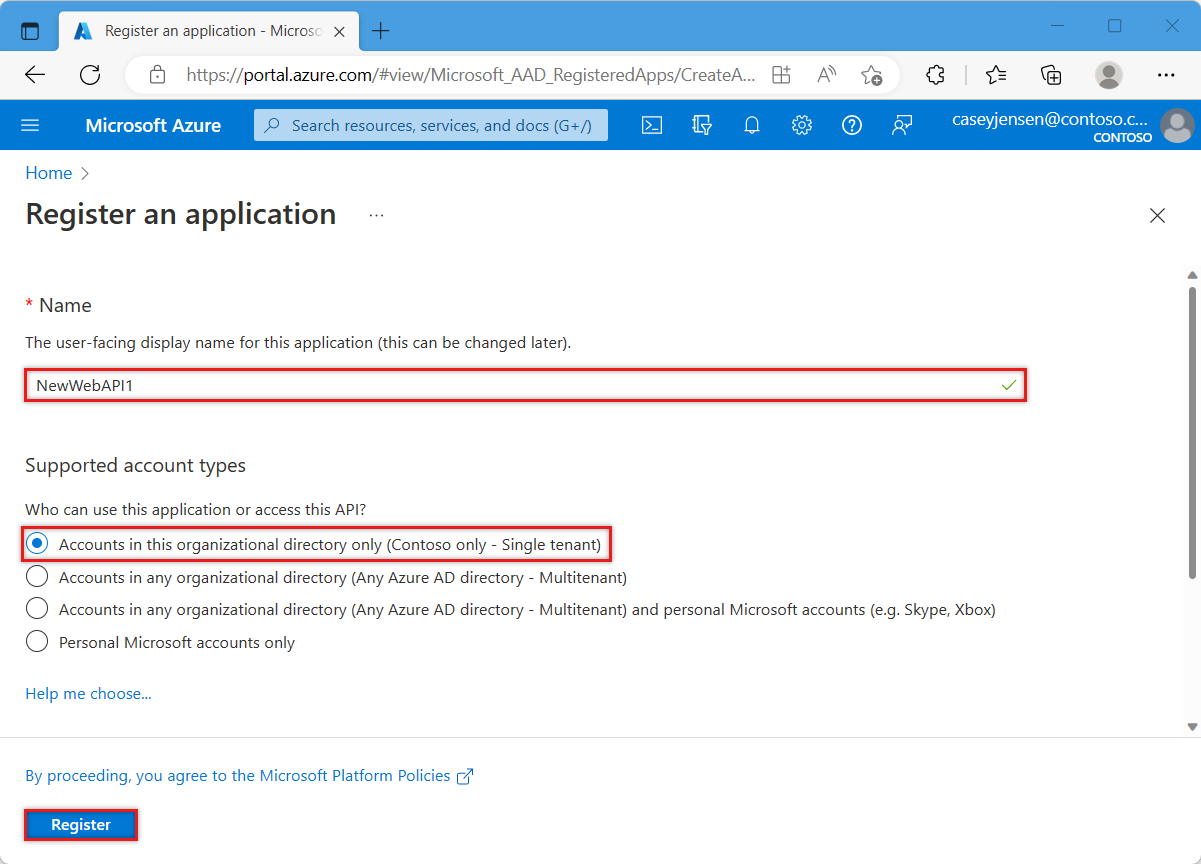 Register an application - Microso
https://portal.azure.com/#view/Microsoft_AAD_RegisteredApps/CreateA...
Microsoft Azure
Search resources, services, and docs (G+/)
caseyjensen@contoso.c...
CONTOSO
Home
Register an application
...
* Name
The user-facing display name for this application (this can be changed later).
NewWebAPI1
Supported account types
Who can use this application or access this API?
Accounts in this organizational directory only (Contoso only - Single tenant)
Accounts in any organizational directory (Any Azure AD directory - Multitenant)
Accounts in any organizational directory (Any Azure AD directory - Multitenant) and personal Microsoft accounts (e.g. Skype, Xbox)
Personal Microsoft accounts only
Help me choose...
By proceeding, you agree to the Microsoft Platform Policies
Register